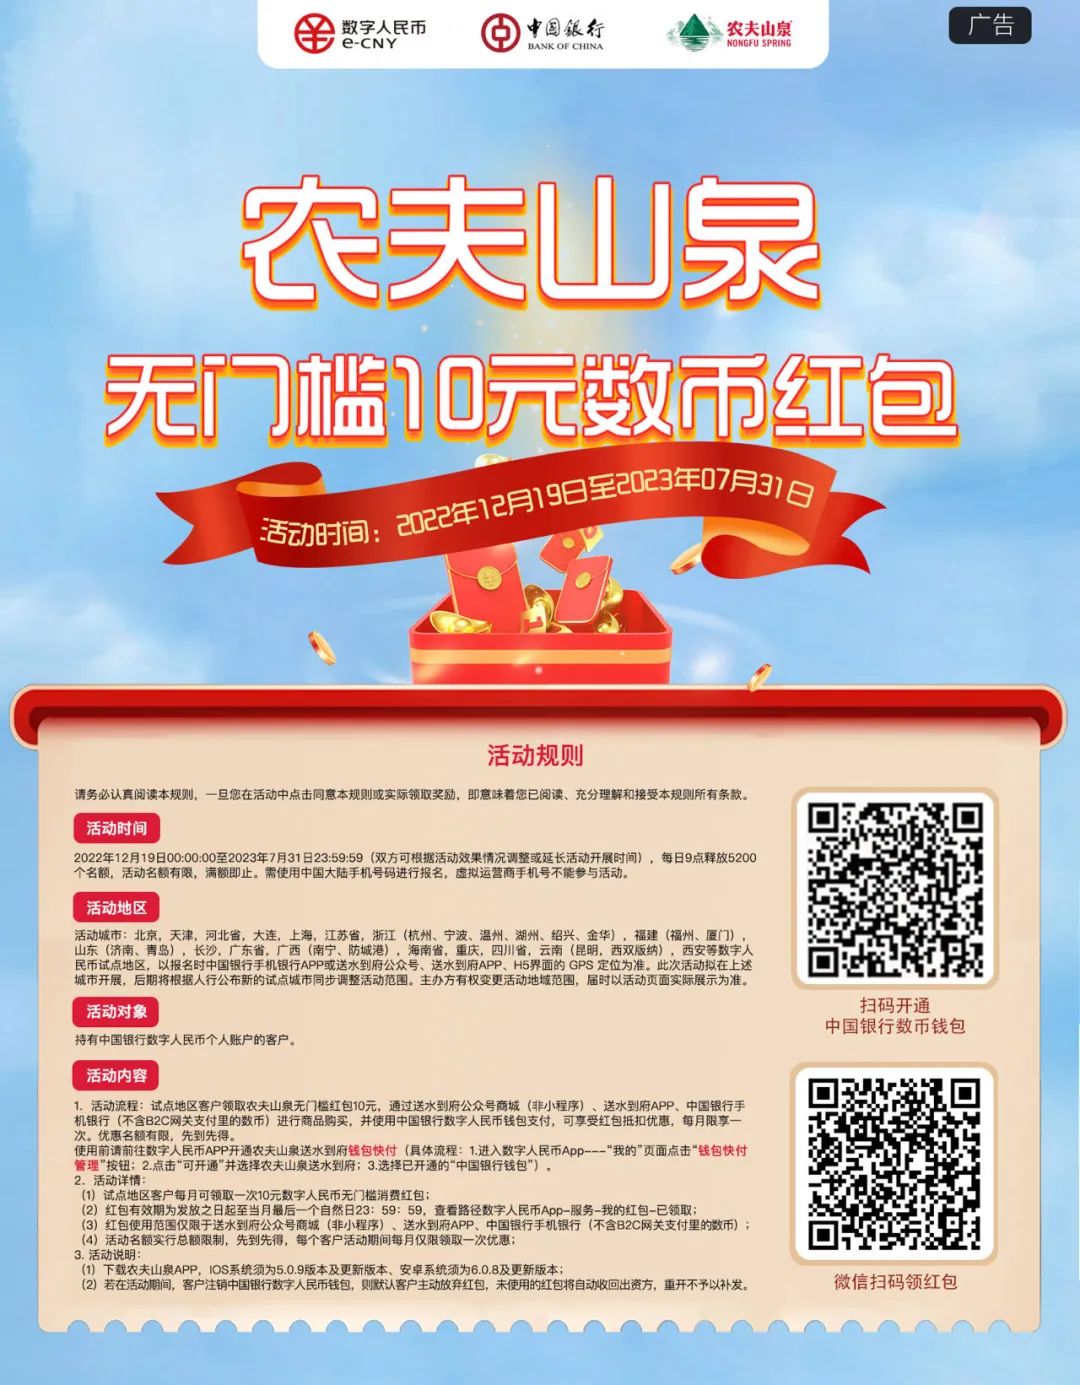 数字人民币
e-CNY
中国银行
BANK OF CHINA
农夫山泉
NONGFU SPRING
广告
农夫山泉
无门槛10元数币红包
活动时间：2022年12月19日至2023年07月31日
活动规则
请务必认真阅读本规则，一旦您在活动中点击同意本规则或实际领取奖励，即意味着您已阅读、充分理解和接受本规则所有条款。
活动时间
2022年12月19日00:00:00至2023年7月31日23:59:59（双方可根据活动效果情况调整或延长活动开展时间），每日9点释放5200
个名额，活动名额有限，满额即止。需使用中国大陆手机号码进行报名，虚拟运营商手机号不能参与活动。
活动地区
活动城市：北京，天津，河北省，大连，上海，江苏省，浙江（杭州、宁波、温州、湖州、绍兴、金华），福建（福州、厦门），
山东（济南、青岛），长沙，广东省，广西（南宁、防城港），海南省，重庆，四川省，云南（昆明，西双版纳），西安等数字人
民币试点地区，以报名时中国银行手机银行APP或送水到府公众号、送水到府APP、H5界面的 GPS 定位为准。此次活动拟在上述
城市开展，后期将根据人行公布新的试点城市同步调整活动范围。主办方有权变更活动地域范围，届时以活动页面实际展示为准。
活动对象
持有中国银行数字人民币个人账户的客户。
活动内容
1. 活动流程：试点地区客户领取农夫山泉无门槛红包10元，通过送水到府公众号商城（非小程序）、送水到府APP、中国银行手
机银行（不含B2C网关支付里的数币）进行商品购买，并使用中国银行数字人民币钱包支付，可享受红包抵扣优惠，每月限享一
次。优惠名额有限，先到先得。
使用前请前往数字人民币APP开通农夫山泉送水到府钱包快付（具体流程：1.进入数字人民币App---“我的”页面点击“钱包快付
管理”按钮；2.点击“可开通”并选择农夫山泉送水到府；3.选择已开通的“中国银行钱包”）。
2. 活动详情：
（1）试点地区客户每月可领取一次10元数字人民币无门槛消费红包；
（2）红包有效期为发放之日起至当月最后一个自然日23：59：59，查看路径数字人民币App-服务-我的红包-已领取；
（3）红包使用范围仅限于送水到府公众号商城（非小程序）、送水到府APP、中国银行手机银行（不含B2C网关支付里的数币）；
（4）活动名额实行总额限制，先到先得，每个客户活动期间每月仅限领取一次优惠；
3. 活动说明：
（1）下载农夫山泉APP，IOS系统须为5.0.9版本及更新版本、安卓系统须为6.0.8及更新版本；
（2）若在活动期间，客户注销中国银行数字人民币钱包，则默认客户主动放弃红包，未使用的红包将自动收回出资方，重开不予以补发。
扫码开通
中国银行数币钱包
微信扫码领红包